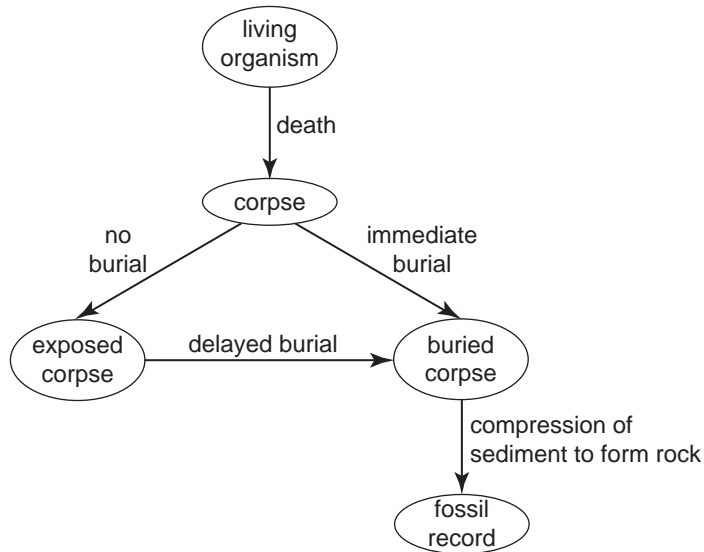 living
organism
death
corpse
no
burial
immediate
burial
exposed
corpse
delayed burial
buried
corpse
compression of
sediment to form rock
fossil
record